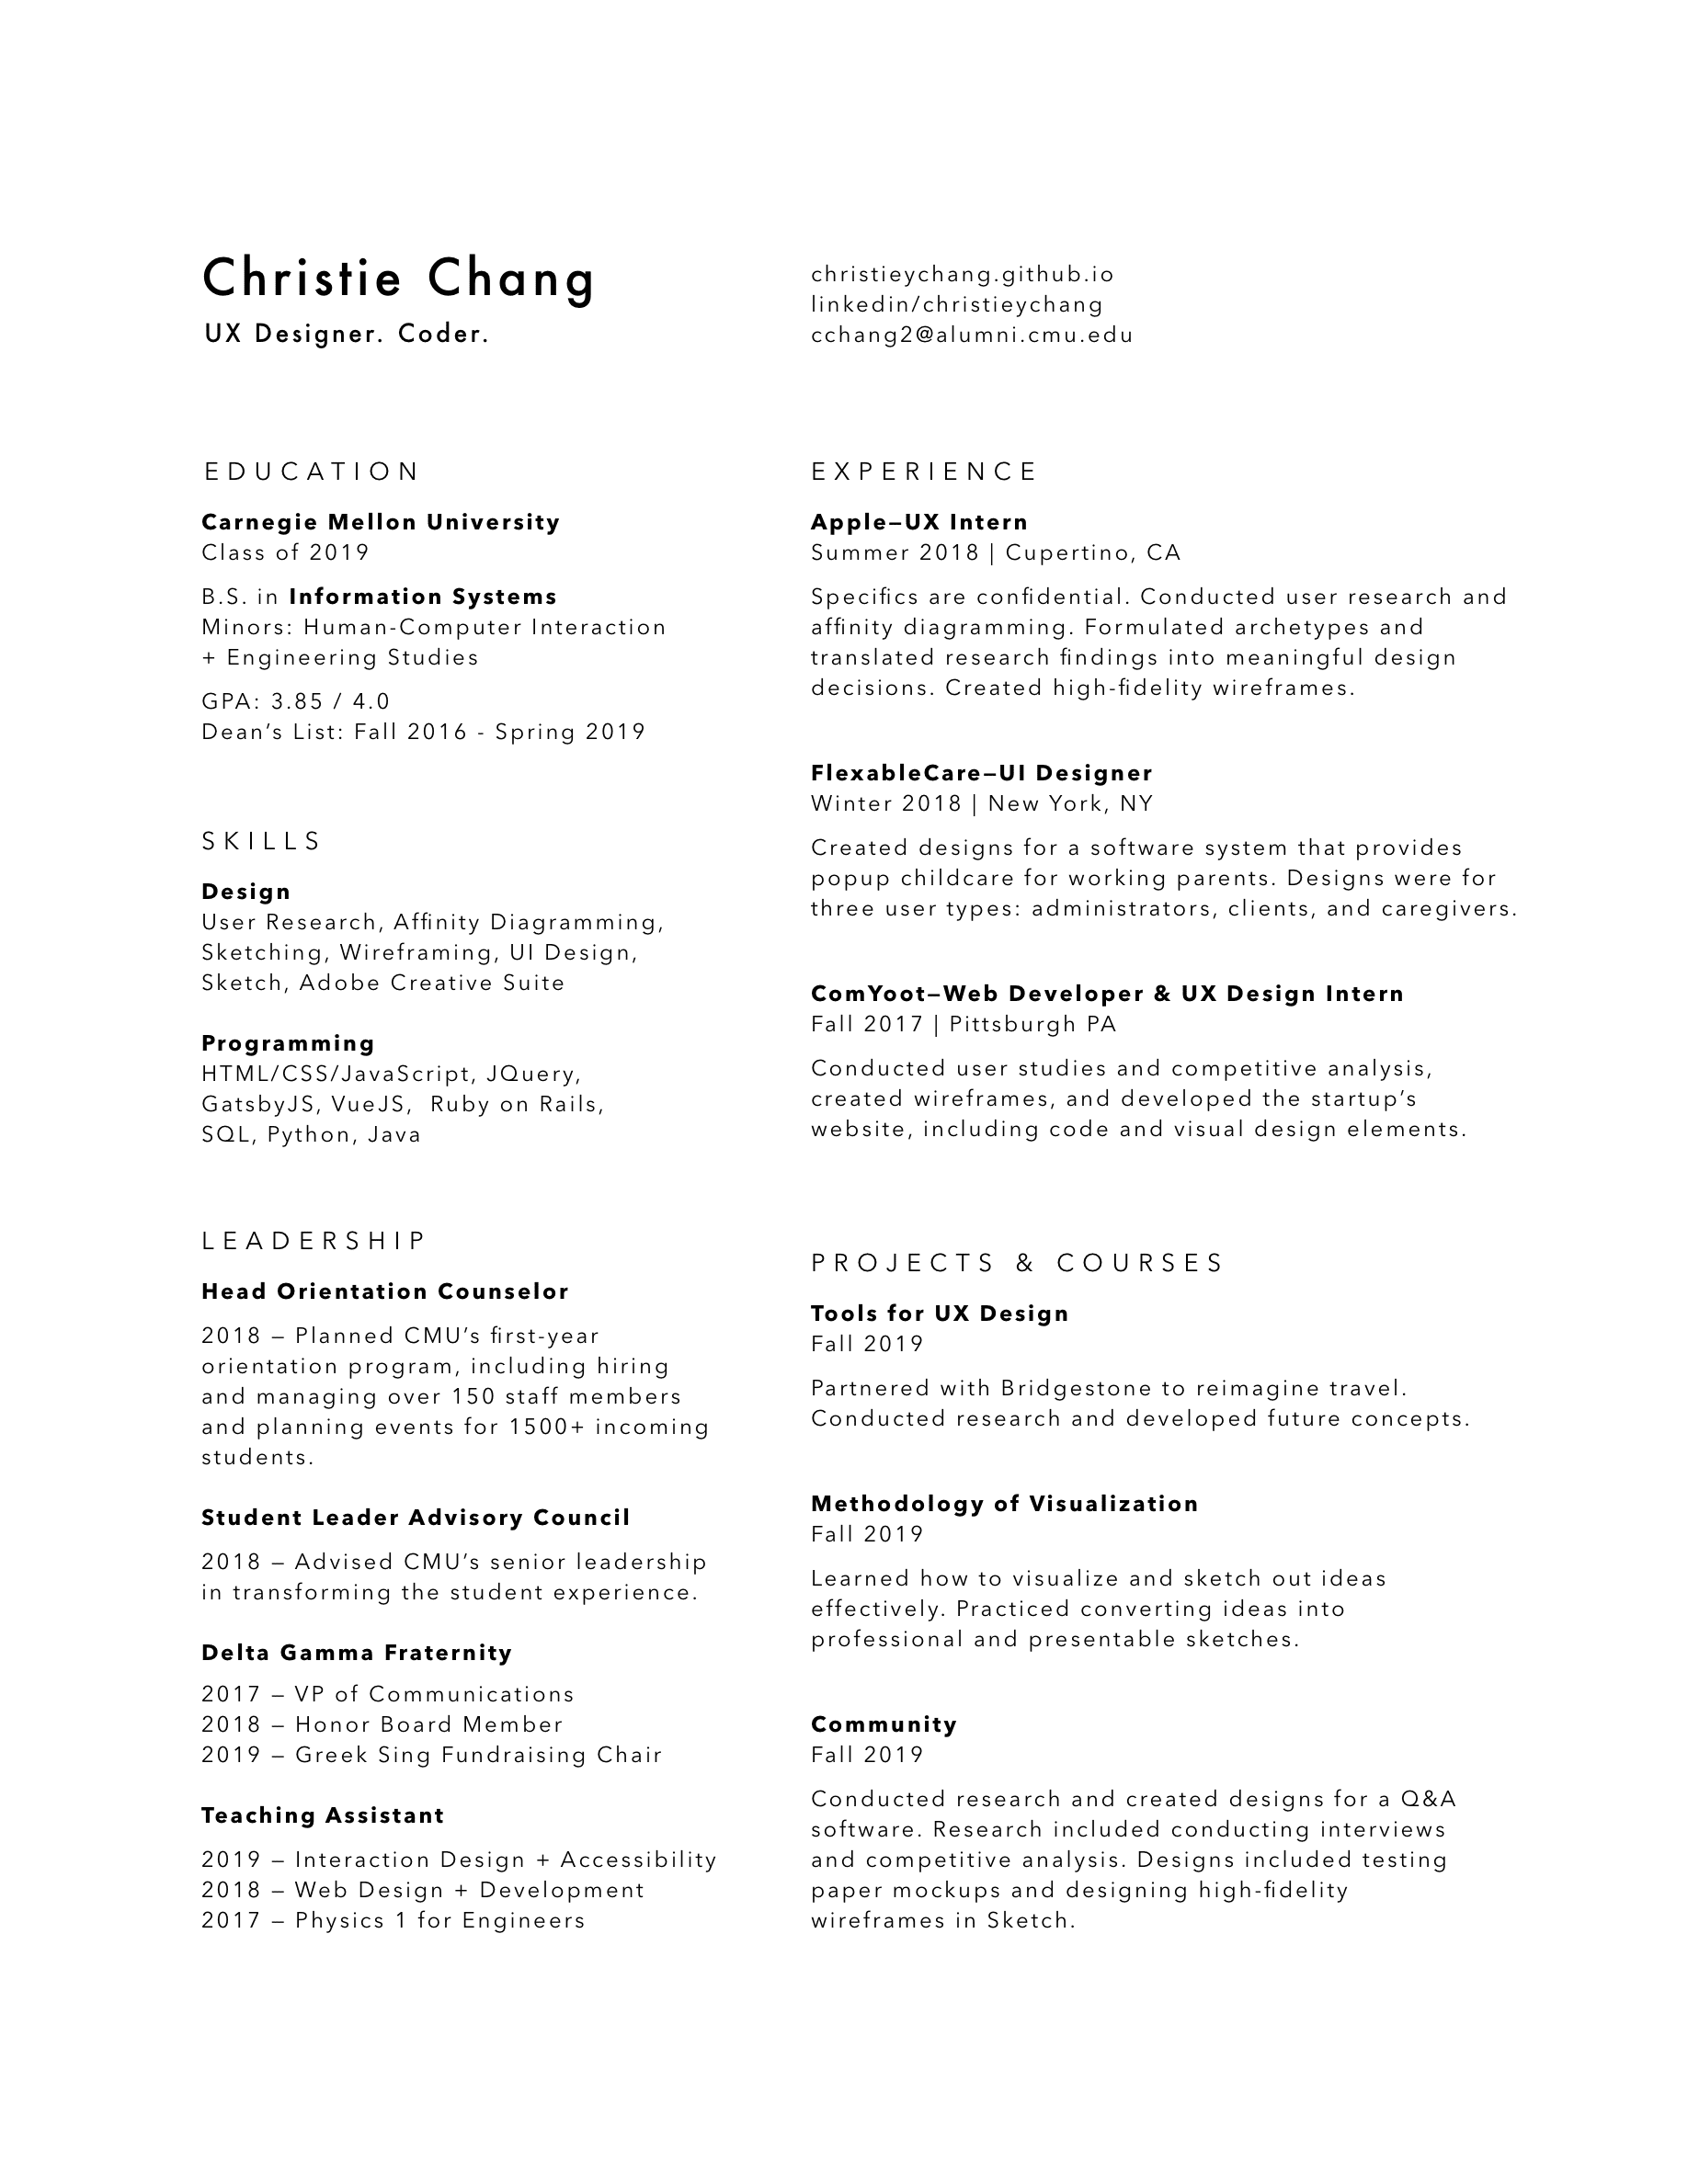 Christie Chang
UX Designer. Coder.
christieychang.github.io
linkedin/christieychang
cchang2@alumni.cmu.edu
EDUCATION
Carnegie Mellon University
Class of 2019
B.S. in Information Systems
Minors: Human-Computer Interaction
+ Engineering Studies
GPA: 3.85 / 4.0
Dean’s List: Fall 2016 - Spring 2019
SKILLS
Design
User Research, Affinity Diagramming,
Sketching, Wireframing, UI Design,
Sketch, Adobe Creative Suite
Programming
HTML/CSS/JavaScript, JQuery,
GatsbyJS, VueJS,  Ruby on Rails,
SQL, Python, Java
LEADERSHIP
Head Orientation Counselor
2018 – Planned CMU’s first-year
orientation program, including hiring
and managing over 150 staff members
and planning events for 1500+ incoming
students.
Student Leader Advisory Council
2018 – Advised CMU’s senior leadership
in transforming the student experience.
Delta Gamma Fraternity
2017 – VP of Communications
2018 – Honor Board Member
2019 – Greek Sing Fundraising Chair
Teaching Assistant
2019 – Interaction Design + Accessibility
2018 – Web Design + Development
2017 – Physics 1 for Engineers
EXPERIENCE
Apple–UX Intern
Summer 2018 | Cupertino, CA
Specifics are confidential. Conducted user research and
affinity diagramming. Formulated archetypes and
translated research findings into meaningful design
decisions. Created high-fidelity wireframes.
FlexableCare–UI Designer
Winter 2018 | New York, NY
Created designs for a software system that provides
popup childcare for working parents. Designs were for
three user types: administrators, clients, and caregivers.
ComYoot–Web Developer & UX Design Intern
Fall 2017 | Pittsburgh PA
Conducted user studies and competitive analysis,
created wireframes, and developed the startup’s
website, including code and visual design elements.
PROJECTS & COURSES
Tools for UX Design
Fall 2019
Partnered with Bridgestone to reimagine travel.
Conducted research and developed future concepts.
Methodology of Visualization
Fall 2019
Learned how to visualize and sketch out ideas
effectively. Practiced converting ideas into
professional and presentable sketches.
Community
Fall 2019
Conducted research and created designs for a Q&A
software. Research included conducting interviews
and competitive analysis. Designs included testing
paper mockups and designing high-fidelity
wireframes in Sketch.